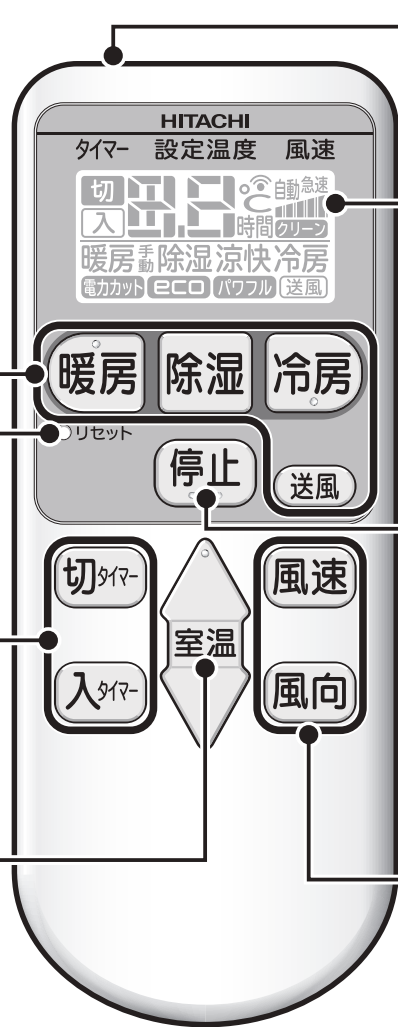 HITACHI
タイマー 設定温度 風速
切 8.8 ℃ 自動 急速
入 時間 クリーン
暖房 手動 除湿 涼快 冷房
電力カット eco パワフル 送風
暖房 除湿 冷房
リセット
停止
送風
切タイマー 風速
室温
入タイマー 風向